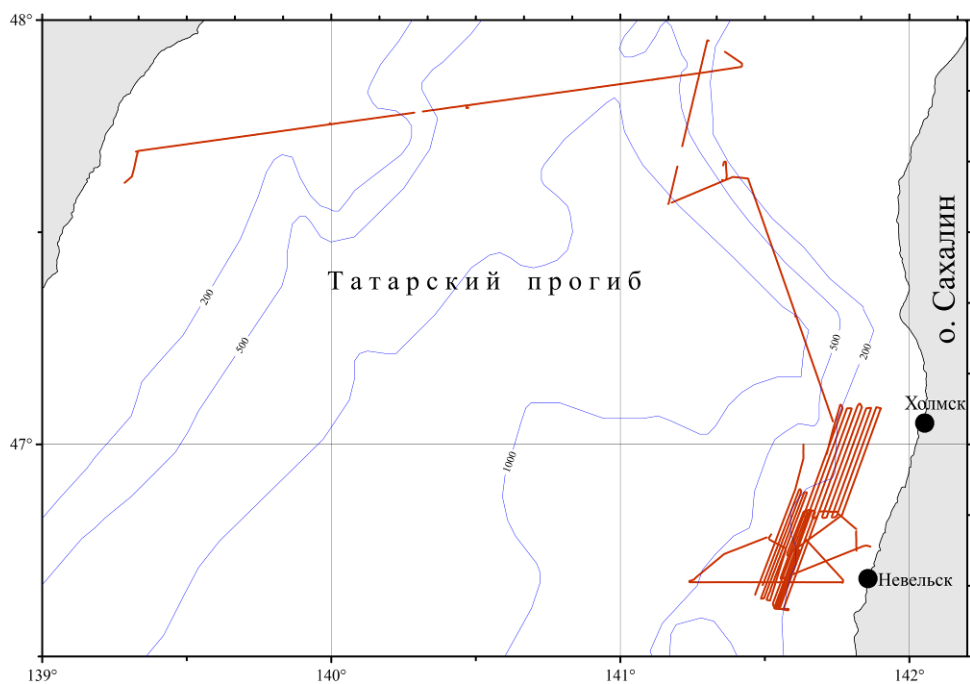 48°
Татарский прогиб
о. Сахалин
200
500
500
200
Холмск
47°
1000
Невельск
139°
140°
141°
142°